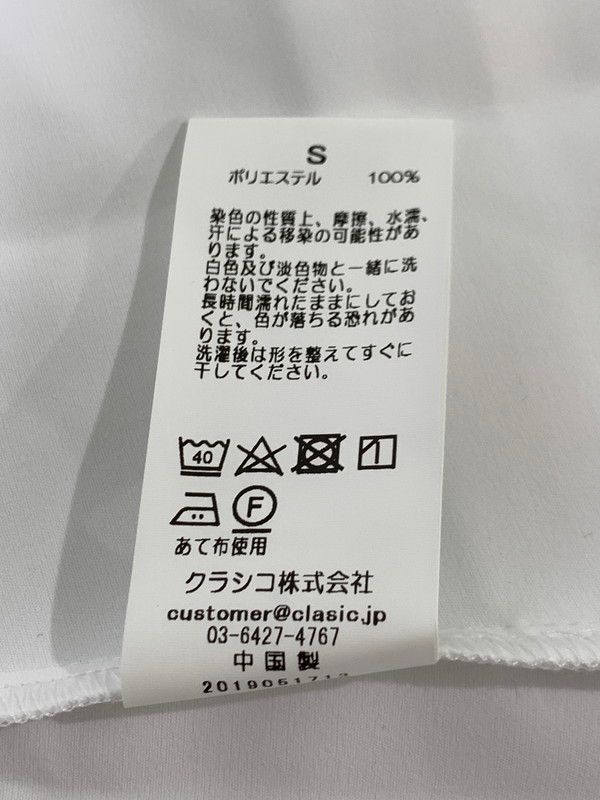 S
ポリエステル 100%
染色の性質上、摩擦、水濡、
汗による移染の可能性があ
ります。
白色及び淡色物と一緒に洗
わないでください。
長時間濡れたままにしてお
くと、色が落ちる恐れがあ
ります。
洗濯後は形を整えてすぐに
干してください。
40
F
あて布使用
クラシコ株式会社
customer@clasic.jp
03-6427-4767
中国製